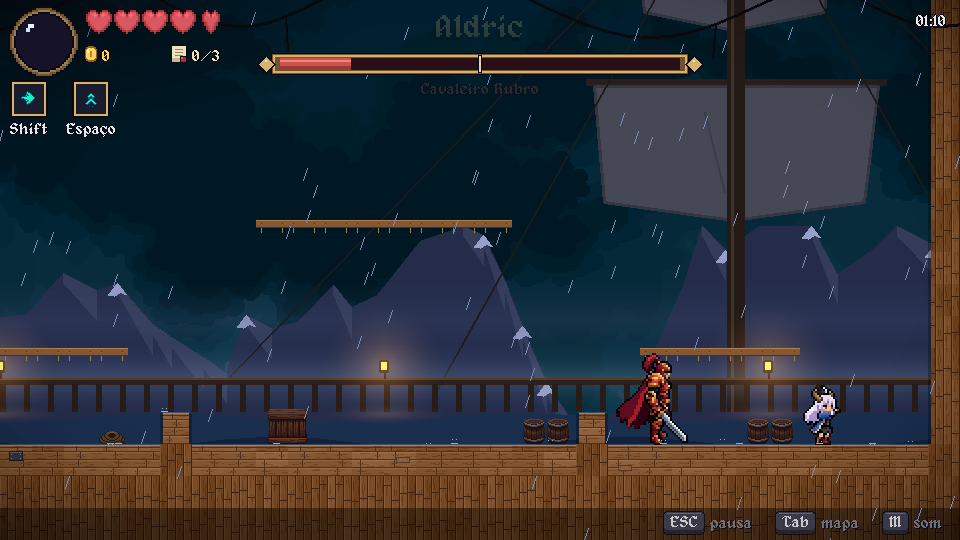 Aldric
01:10
0
0/3
Cavaleiro Rubro
Shift
Espaço
ESC pausa
Tab mapa
M som